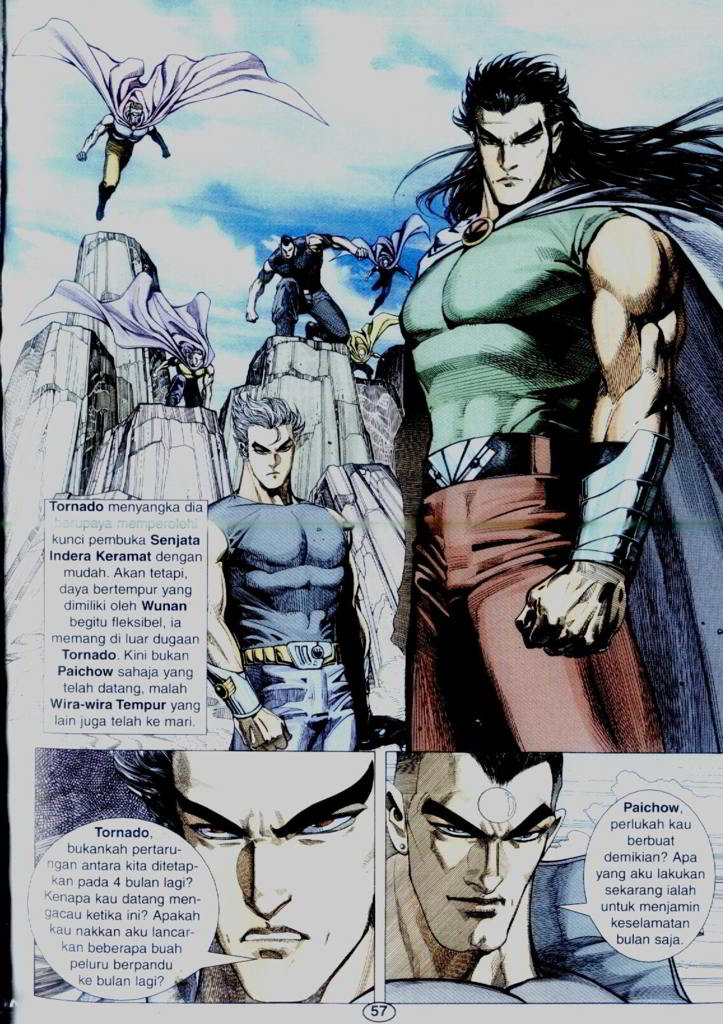 Tornado menyangka dia
berupaya memperolehi
kunci pembuka Senjata
Indera Keramat dengan
mudah. Akan tetapi,
daya bertempur yang
dimiliki oleh Wunan
begitu fleksibel, ia
memang di luar dugaan
Tornado. Kini bukan
Paichow sahaja yang
telah datang, malah
Wira-wira Tempur yang
lain juga telah ke mari.
Tornado,
bukankah pertaru-
ngan antara kita ditetap-
kan pada 4 bulan lagi?
Kenapa kau datang men-
gacau ketika ini? Apakah
kau nakkan aku lancar-
kan beberapa buah
peluru berpandu
ke bulan lagi?
Paichow,
perlukah kau
berbuat
demikian? Apa
yang aku lakukan
sekarang ialah
untuk menjamin
keselamatan
bulan saja.
57